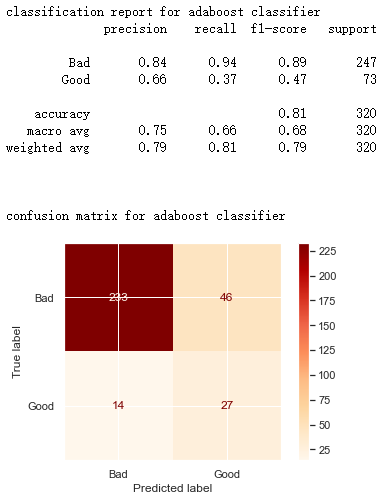 classification report for adaboost classifier
precision recall f1-score support
Bad 0.84 0.94 0.89 247
Good 0.66 0.37 0.47 73
accuracy 0.81 320
macro avg 0.75 0.66 0.68 320
weighted avg 0.79 0.81 0.79 320
confusion matrix for adaboost classifier
225
200
175
150
125
100
75
50
25
True label
Bad 233 46
Good 14 27
Bad Good
Predicted label